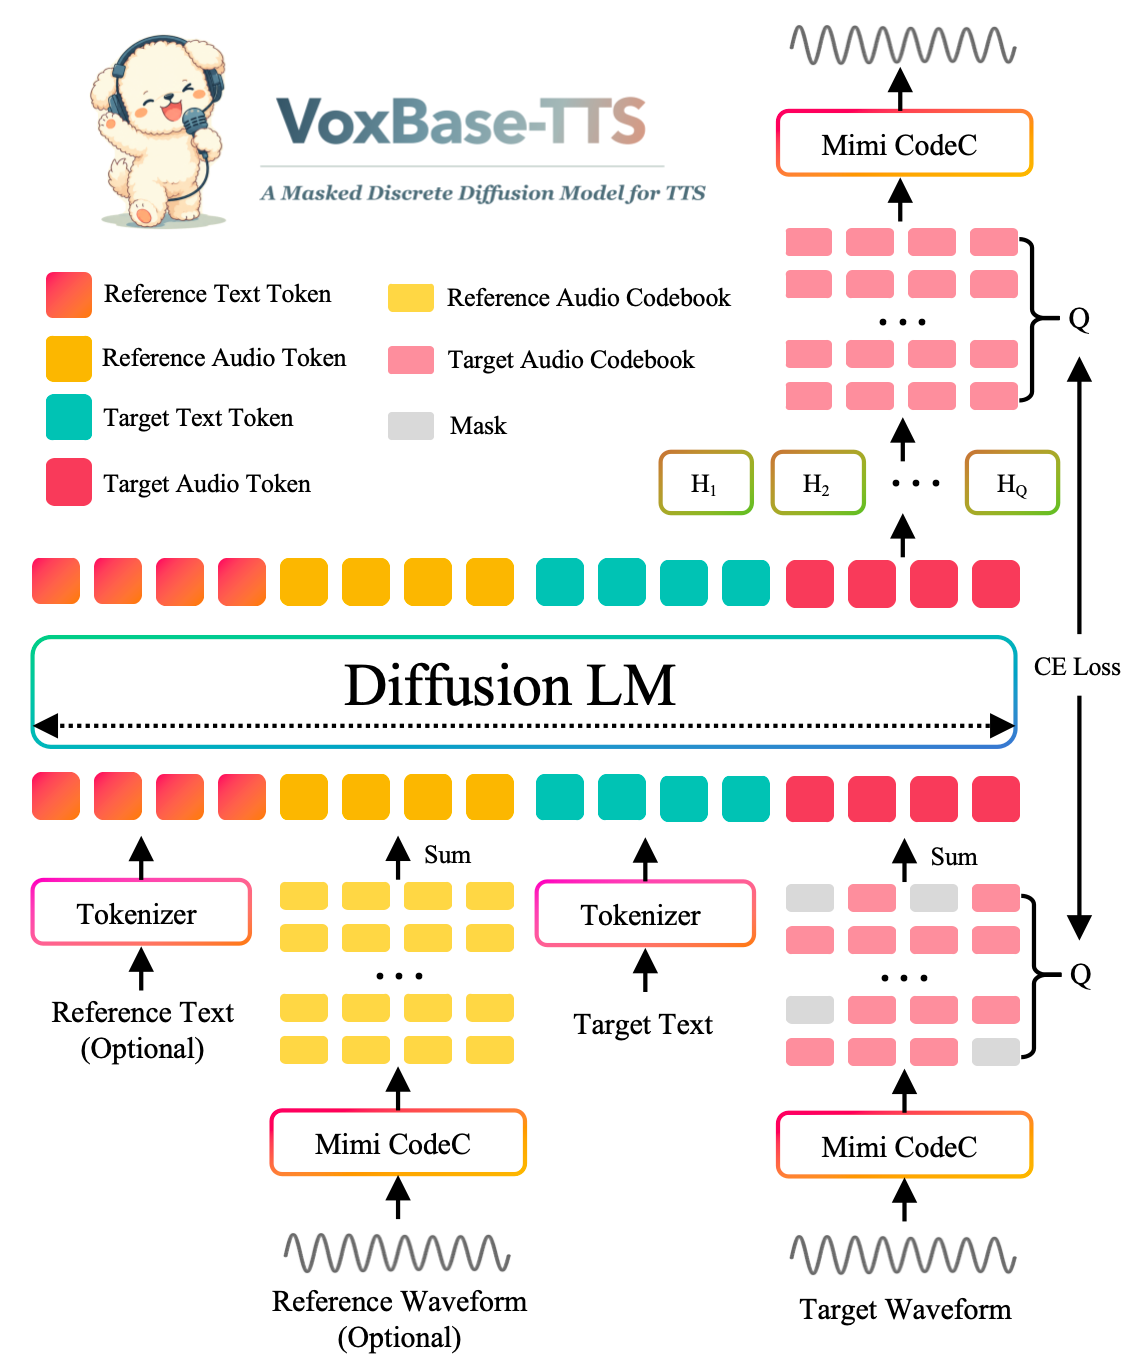 VoxBase-TTS
A Masked Discrete Diffusion Model for TTS
Reference Text Token
Reference Audio Token
Target Text Token
Target Audio Token
Reference Audio Codebook
Target Audio Codebook
Mask
Mimi CodeC
Q
H₁
H₂
H_Q
Diffusion LM
CE Loss
Sum
Sum
Tokenizer
Tokenizer
Q
Reference Text
(Optional)
Target Text
Mimi CodeC
Mimi CodeC
Reference Waveform
(Optional)
Target Waveform